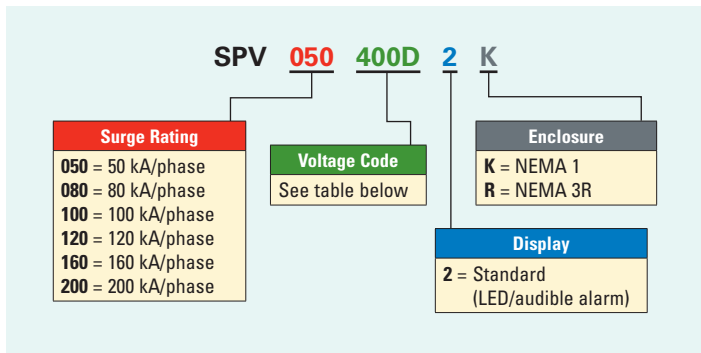 SPV 050 400D 2 K
Surge Rating
050 = 50 kA/phase
080 = 80 kA/phase
100 = 100 kA/phase
120 = 120 kA/phase
160 = 160 kA/phase
200 = 200 kA/phase
Voltage Code
See table below
Enclosure
K = NEMA 1
R = NEMA 3R
Display
2 = Standard
(LED/audible alarm)